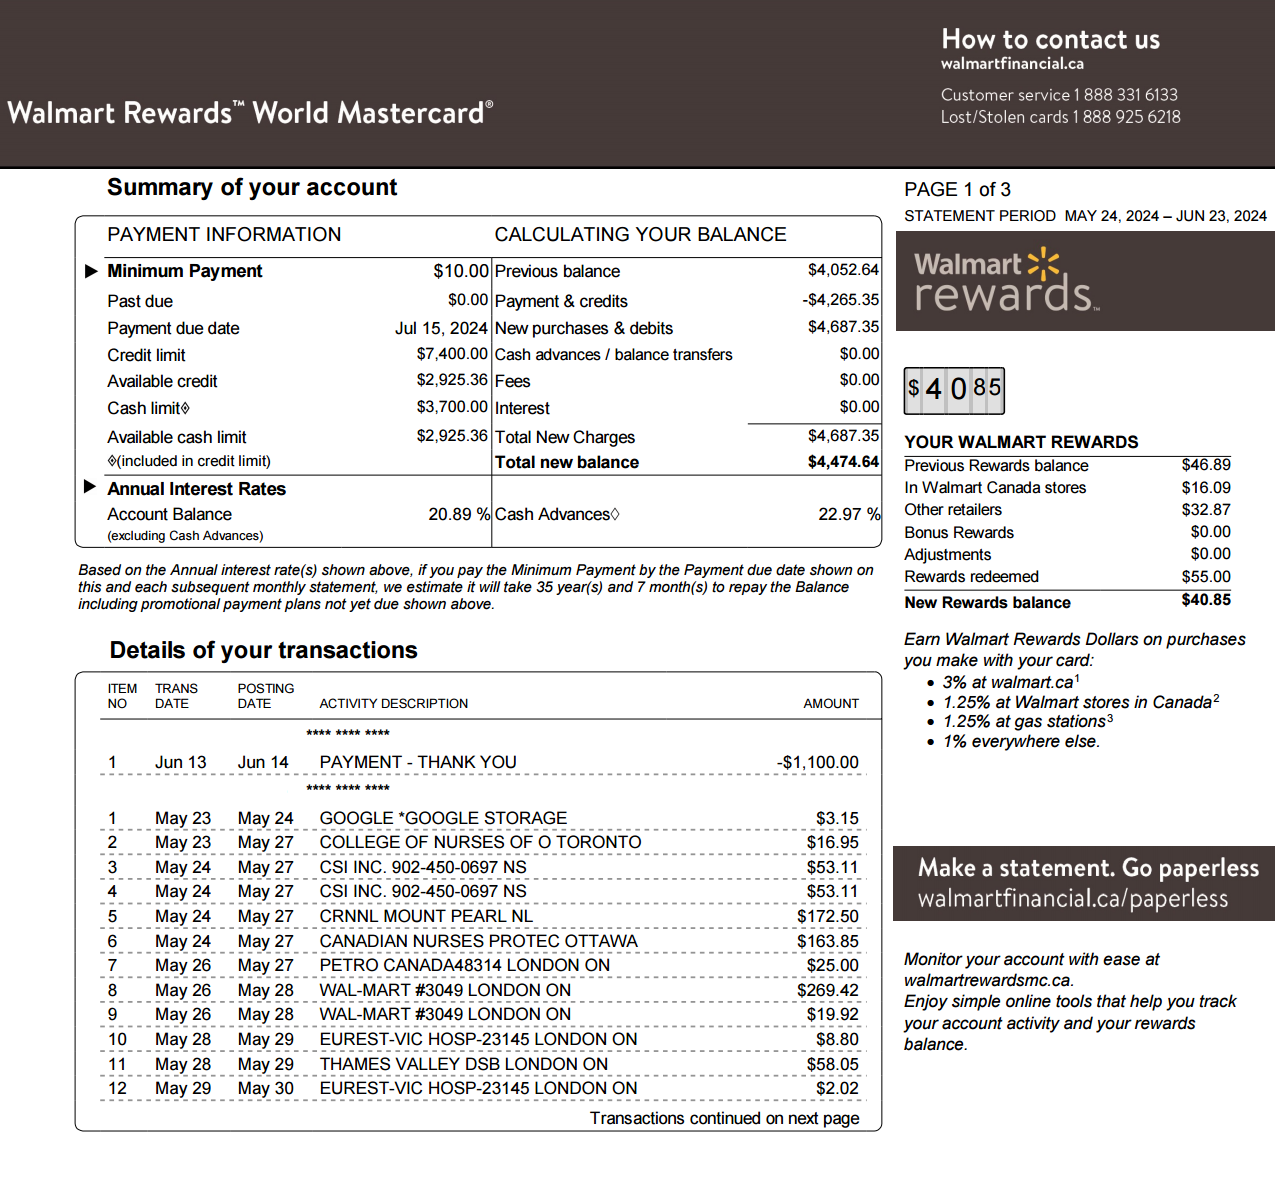 How to contact us
walmartfinancial.ca
Customer service 1 888 331 6133
Lost/Stolen cards 1 888 925 6218
Walmart Rewards™ World Mastercard®
Summary of your account
PAYMENT INFORMATION
Minimum Payment $10.00
Past due $0.00
Payment due date Jul 15, 2024
Credit limit $7,400.00
Available credit $2,925.36
Cash limit◊ $3,700.00
Available cash limit $2,925.36
◊(included in credit limit)
CALCULATING YOUR BALANCE
Previous balance $4,052.64
Payment & credits -$4,265.35
New purchases & debits $4,687.35
Cash advances / balance transfers $0.00
Fees $0.00
Interest $0.00
Total New Charges $4,687.35
Total new balance $4,474.64
Annual Interest Rates
Account Balance 20.89 % Cash Advances◊ 22.97 %
(excluding Cash Advances)
Based on the Annual interest rate(s) shown above, if you pay the Minimum Payment by the Payment due date shown on
this and each subsequent monthly statement, we estimate it will take 35 year(s) and 7 month(s) to repay the Balance
including promotional payment plans not yet due shown above.
Details of your transactions
ITEM NO TRANS DATE POSTING DATE ACTIVITY DESCRIPTION AMOUNT
**** **** ****
1 Jun 13 Jun 14 PAYMENT - THANK YOU -$1,100.00
**** **** ****
1 May 23 May 24 GOOGLE *GOOGLE STORAGE $3.15
2 May 23 May 27 COLLEGE OF NURSES OF O TORONTO $16.95
3 May 24 May 27 CSI INC. 902-450-0697 NS $53.11
4 May 24 May 27 CSI INC. 902-450-0697 NS $53.11
5 May 24 May 27 CRNNL MOUNT PEARL NL $172.50
6 May 24 May 27 CANADIAN NURSES PROTEC OTTAWA $163.85
7 May 26 May 27 PETRO CANADA48314 LONDON ON $25.00
8 May 26 May 28 WAL-MART #3049 LONDON ON $269.42
9 May 26 May 28 WAL-MART #3049 LONDON ON $19.92
10 May 28 May 29 EUREST-VIC HOSP-23145 LONDON ON $8.80
11 May 28 May 29 THAMES VALLEY DSB LONDON ON $58.05
12 May 29 May 30 EUREST-VIC HOSP-23145 LONDON ON $2.02
Transactions continued on next page
PAGE 1 of 3
STATEMENT PERIOD MAY 24, 2024 – JUN 23, 2024
Walmart
rewards™
$ 40 85
YOUR WALMART REWARDS
Previous Rewards balance $46.89
In Walmart Canada stores $16.09
Other retailers $32.87
Bonus Rewards $0.00
Adjustments $0.00
Rewards redeemed $55.00
New Rewards balance $40.85
Earn Walmart Rewards Dollars on purchases
you make with your card:
• 3% at walmart.ca¹
• 1.25% at Walmart stores in Canada²
• 1.25% at gas stations³
• 1% everywhere else.
Make a statement. Go paperless
walmartfinancial.ca/paperless
Monitor your account with ease at
walmartrewardsmc.ca.
Enjoy simple online tools that help you track
your account activity and your rewards
balance.